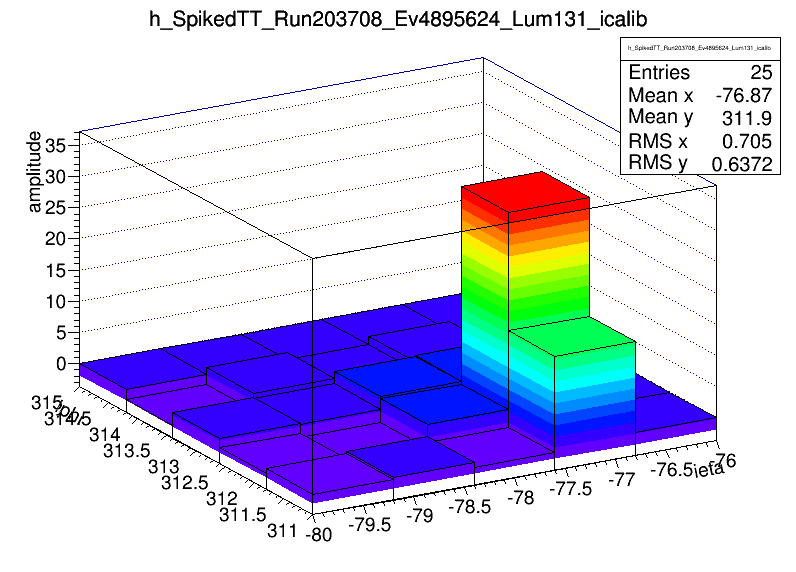 h_SpikedTT_Run203708_Ev4895624_Lum131_icalib
h_SpikedTT_Run203708_Ev4895624_Lum131_icalib
Entries 25
Mean x -76.87
Mean y 311.9
RMS x 0.705
RMS y 0.6372
amplitude
35
30
25
20
15
10
5
0
315
314.5
314
313.5
313
312.5
312
311.5
311
-80
-79.5
-79
-78.5
-78
-77.5
-77
-76.5
-76
ieta